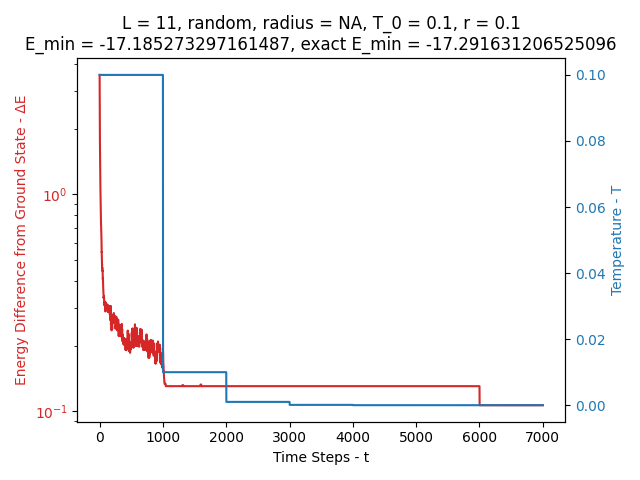 L = 11, random, radius = NA, T_0 = 0.1, r = 0.1
E_min = -17.185273297161487, exact E_min = -17.291631206525096
Energy Difference from Ground State - ΔE
10⁰
10⁻¹
0.10
0.08
0.06
0.04
0.02
0.00
Temperature - T
0 1000 2000 3000 4000 5000 6000 7000
Time Steps - t